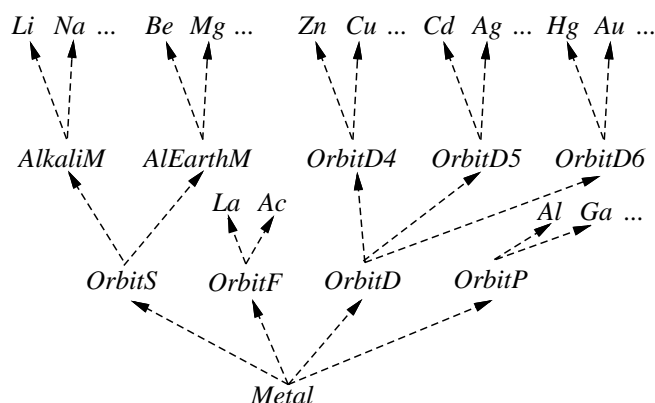 Li Na ... Be Mg ... Zn Cu ... Cd Ag ... Hg Au ...
AlkaliM AlEarthM OrbitD4 OrbitD5 OrbitD6
La Ac Al Ga ...
OrbitS OrbitF OrbitD OrbitP
Metal